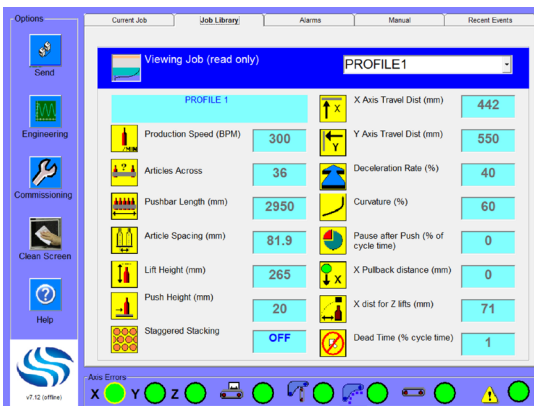 Options
Current Job
Job Library
Alarms
Manual
Recent Events
Send
Engineering
Commissioning
Clean Screen
Help
v7.12 (offline)
Viewing Job (read only)
PROFILE1
PROFILE 1
Production Speed (BPM)
300
/MIN
Articles Across
36
?
Pushbar Length (mm)
2950
Article Spacing (mm)
81.9
Lift Height (mm)
265
Push Height (mm)
20
Staggered Stacking
OFF
X
X Axis Travel Dist (mm)
442
Y
Y Axis Travel Dist (mm)
550
Deceleration Rate (%)
40
Curvature (%)
60
Pause after Push (% of
cycle time)
0
X
X Pullback distance (mm)
0
X dist for Z lifts (mm)
71
Dead Time (% cycle time)
1
Axis Errors
X Y Z